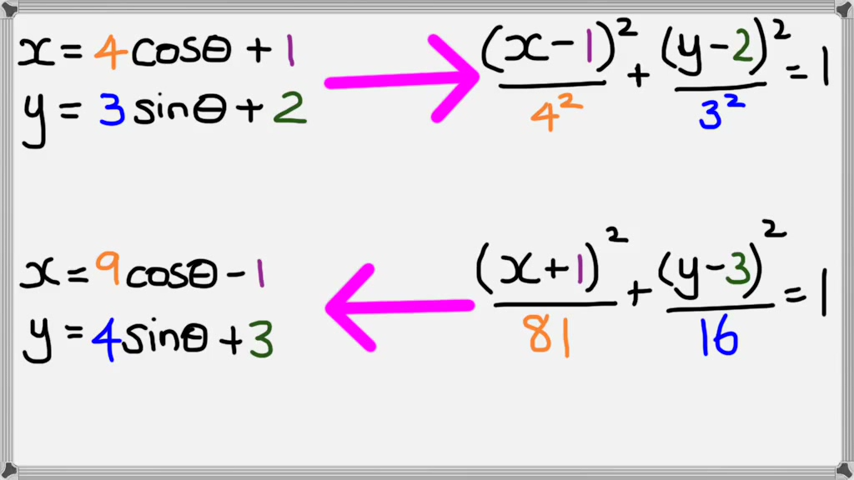 x = 4cosθ + 1
y = 3sinθ + 2
(x - 1)²/4² + (y - 2)²/3² = 1
x = 9cosθ - 1
y = 4sinθ + 3
(x + 1)²/81 + (y - 3)²/16 = 1